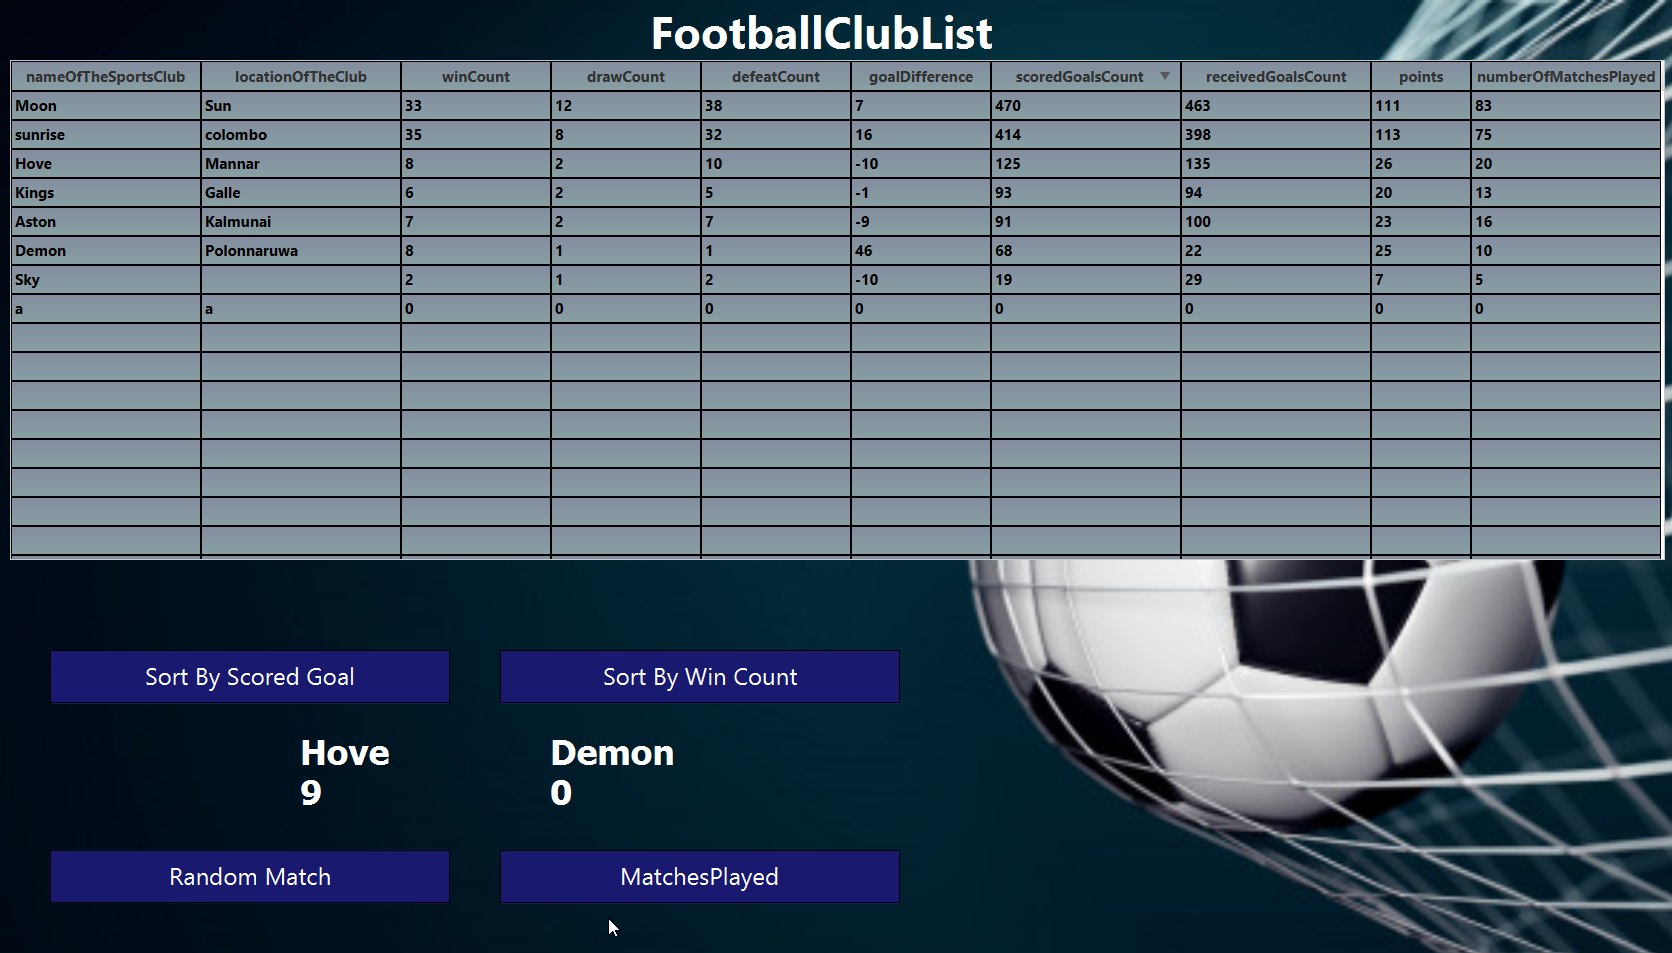 FootballClubList
nameOfTheSportsClub locationOfTheClub winCount drawCount defeatCount goalDifference scoredGoalsCount receivedGoalsCount points numberOfMatchesPlayed
Moon Sun 33 12 38 7 470 463 111 83
sunrise colombo 35 8 32 16 414 398 113 75
Hove Mannar 8 2 10 -10 125 135 26 20
Kings Galle 6 2 5 -1 93 94 20 13
Aston Kalmunai 7 2 7 -9 91 100 23 16
Demon Polonnaruwa 8 1 1 46 68 22 25 10
Sky 2 1 2 -10 19 29 7 5
a a 0 0 0 0 0 0 0 0
Sort By Scored Goal Sort By Win Count
Hove Demon
9 0
Random Match MatchesPlayed